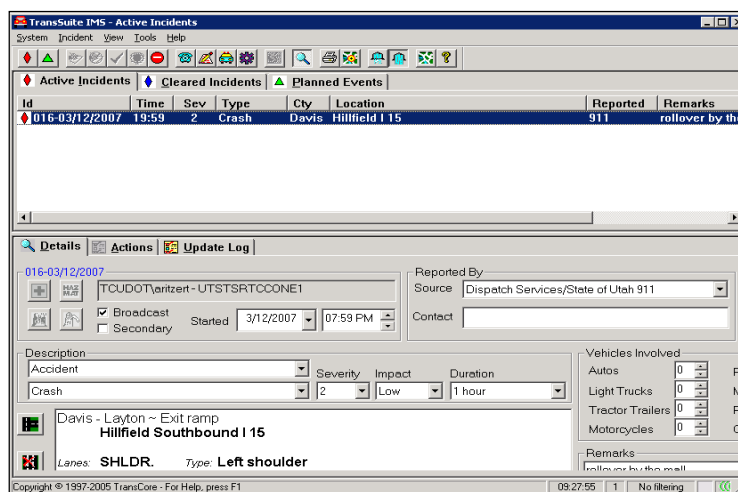 TransSuite IMS - Active Incidents
System Incident View Tools Help
Active Incidents Cleared Incidents Planned Events
Id Time Sev Type Cty Location Reported Remarks
016-03/12/2007 19:59 2 Crash Davis Hillfield I 15 911 rollover by the
Details Actions Update Log
016-03/12/2007
TCUDOT\aritzert - UTSTSRTCCONE1
HAZ MAT
Broadcast
Secondary
Started 3/12/2007 07:59 PM
Reported By
Source Dispatch Services/State of Utah 911
Contact
Description
Accident
Crash
Severity Impact Duration
2 Low 1 hour
Vehicles Involved
Autos 0
Light Trucks 0
Tractor Trailers 0
Motorcycles 0
Davis - Layton ~ Exit ramp
Hillfield Southbound I 15
Lanes: SHLDR. Type: Left shoulder
Remarks
rollover by the mall
Copyright © 1997-2005 TransCore - For Help, press F1 09:27:55 1 No filtering